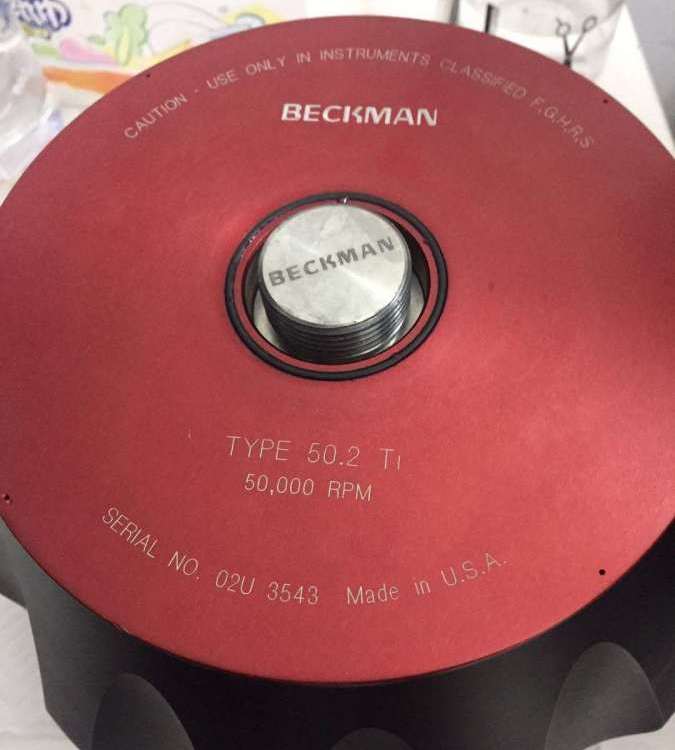 CAUTION - USE ONLY IN INSTRUMENTS CLASSIFIED F,G,H,R,S
BECKMAN
BECKMAN
TYPE 50.2 Ti
50,000 RPM
SERIAL NO. 02U 3543 Made in U.S.A.